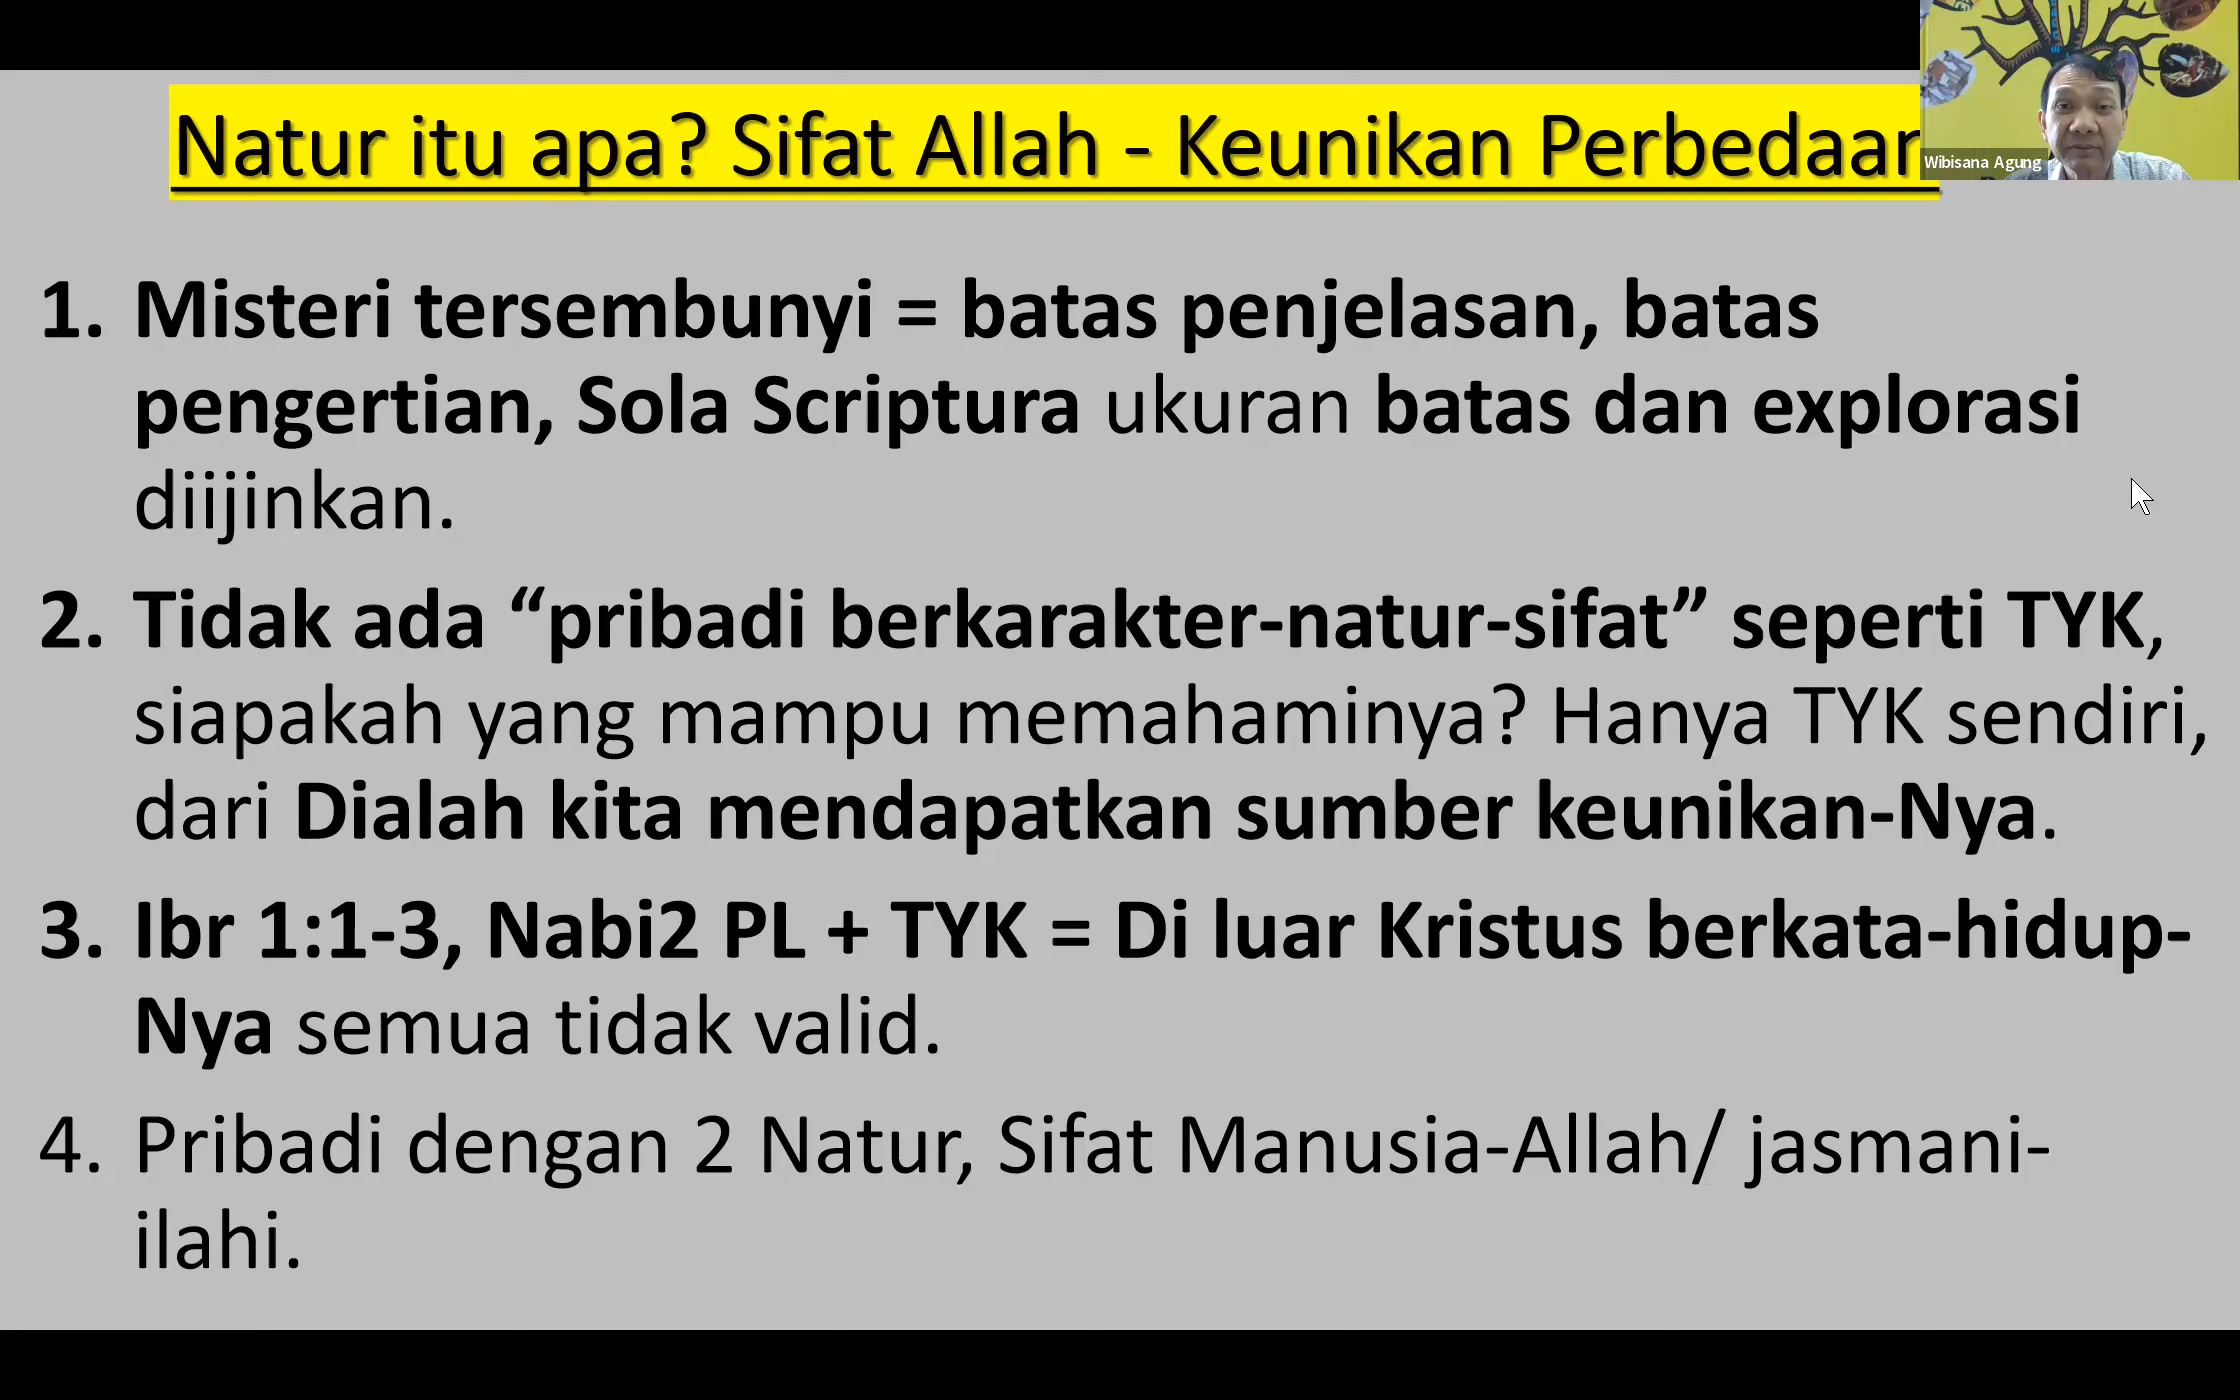 Natur itu apa? Sifat Allah - Keunikan Perbedaan
Wibisana Agung
1. Misteri tersembunyi = batas penjelasan, batas
pengertian, Sola Scriptura ukuran batas dan explorasi
diijinkan.
2. Tidak ada “pribadi berkarakter-natur-sifat” seperti TYK,
siapakah yang mampu memahaminya? Hanya TYK sendiri,
dari Dialah kita mendapatkan sumber keunikan-Nya.
3. Ibr 1:1-3, Nabi2 PL + TYK = Di luar Kristus berkata-hidup-
Nya semua tidak valid.
4. Pribadi dengan 2 Natur, Sifat Manusia-Allah/ jasmani-
ilahi.